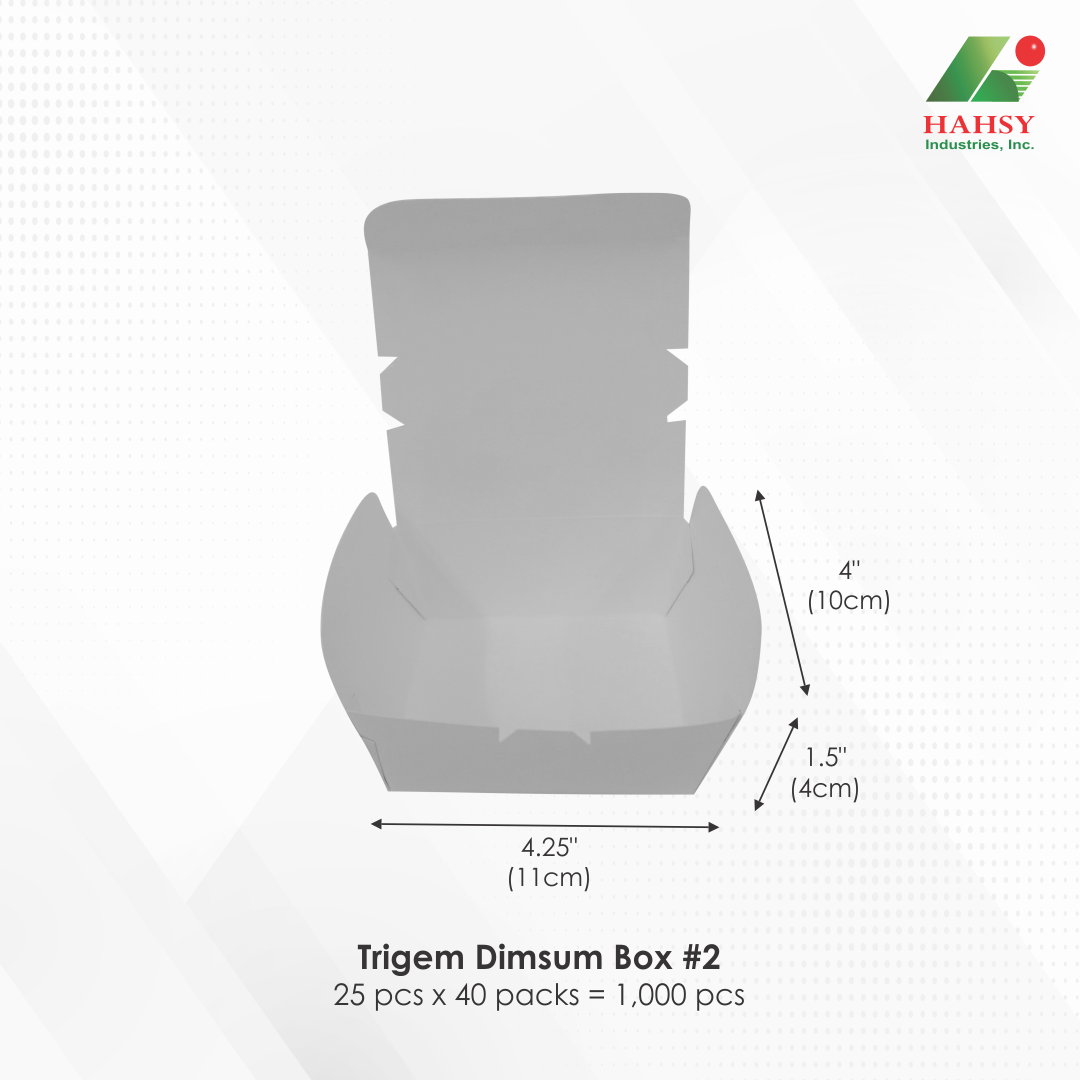 HAHSY
Industries, Inc.
4"
(10cm)
1.5"
(4cm)
4.25"
(11cm)
Trigem Dimsum Box #2
25 pcs x 40 packs = 1,000 pcs